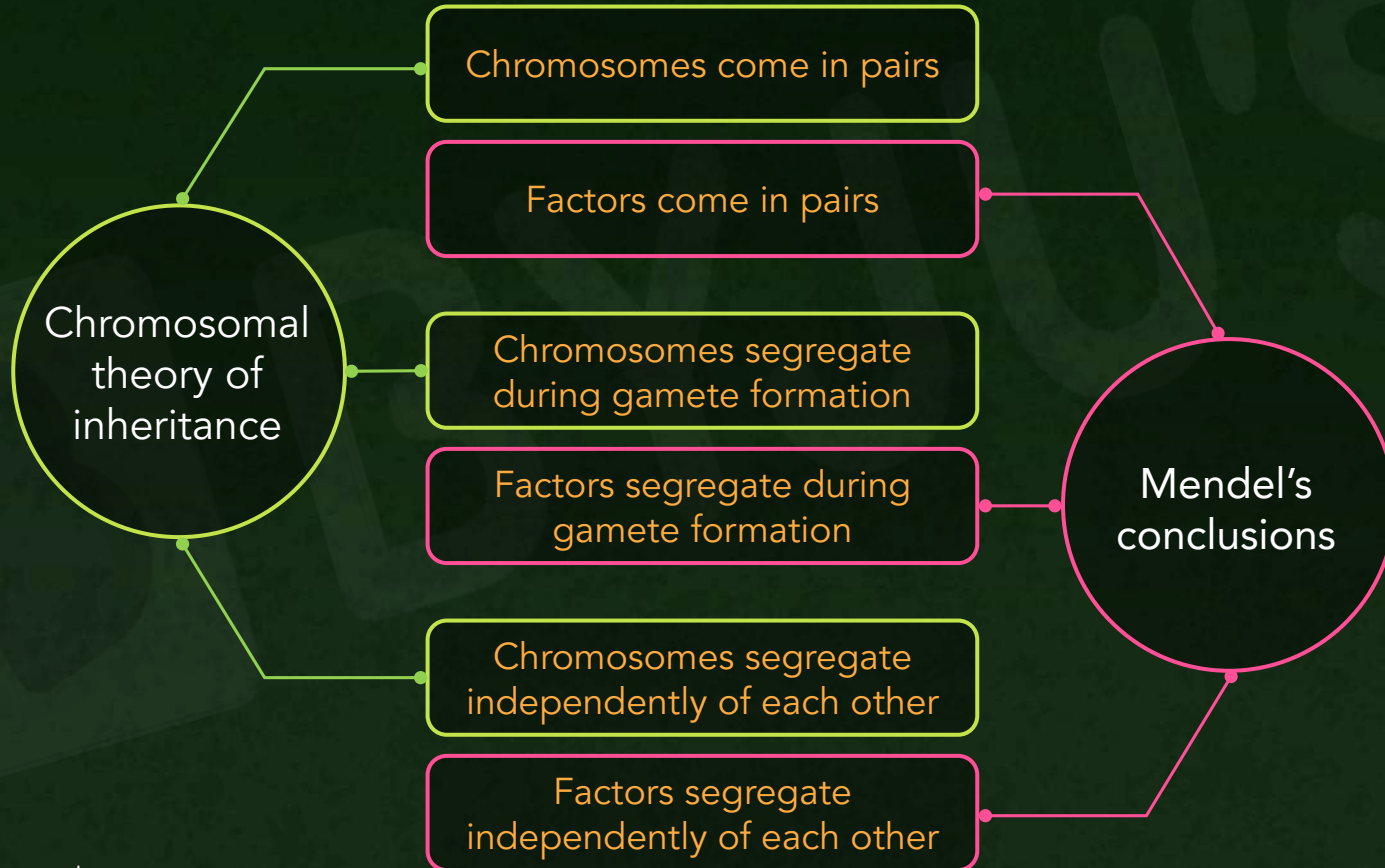 Chromosomes come in pairs
Factors come in pairs
Chromosomal
theory of
inheritance
Chromosomes segregate
during gamete formation
Factors segregate during
gamete formation
Mendel's
conclusions
Chromosomes segregate
independently of each other
Factors segregate
independently of each other
BYJU'S